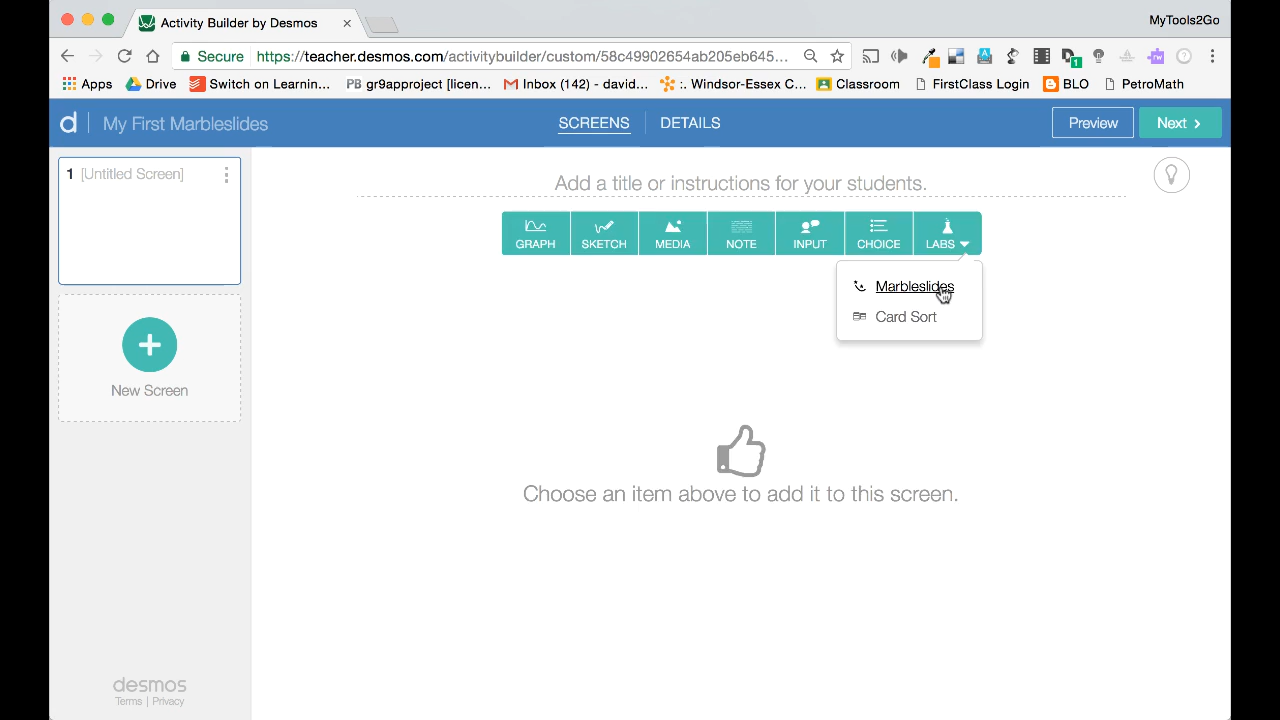 Activity Builder by Desmos
MyTools2Go
Secure https://teacher.desmos.com/activitybuilder/custom/58c49902654ab205eb645...
1
Apps Drive Switch on Learnin... PB gr9approject [licen... Inbox (142) - david... :. Windsor-Essex C... Classroom FirstClass Login BLO PetroMath
d My First Marbleslides SCREENS DETAILS Preview Next
1 [Untitled Screen]
Add a title or instructions for your students.
GRAPH SKETCH MEDIA NOTE INPUT CHOICE LABS
Marbleslides
Card Sort
New Screen
Choose an item above to add it to this screen.
desmos
Terms | Privacy